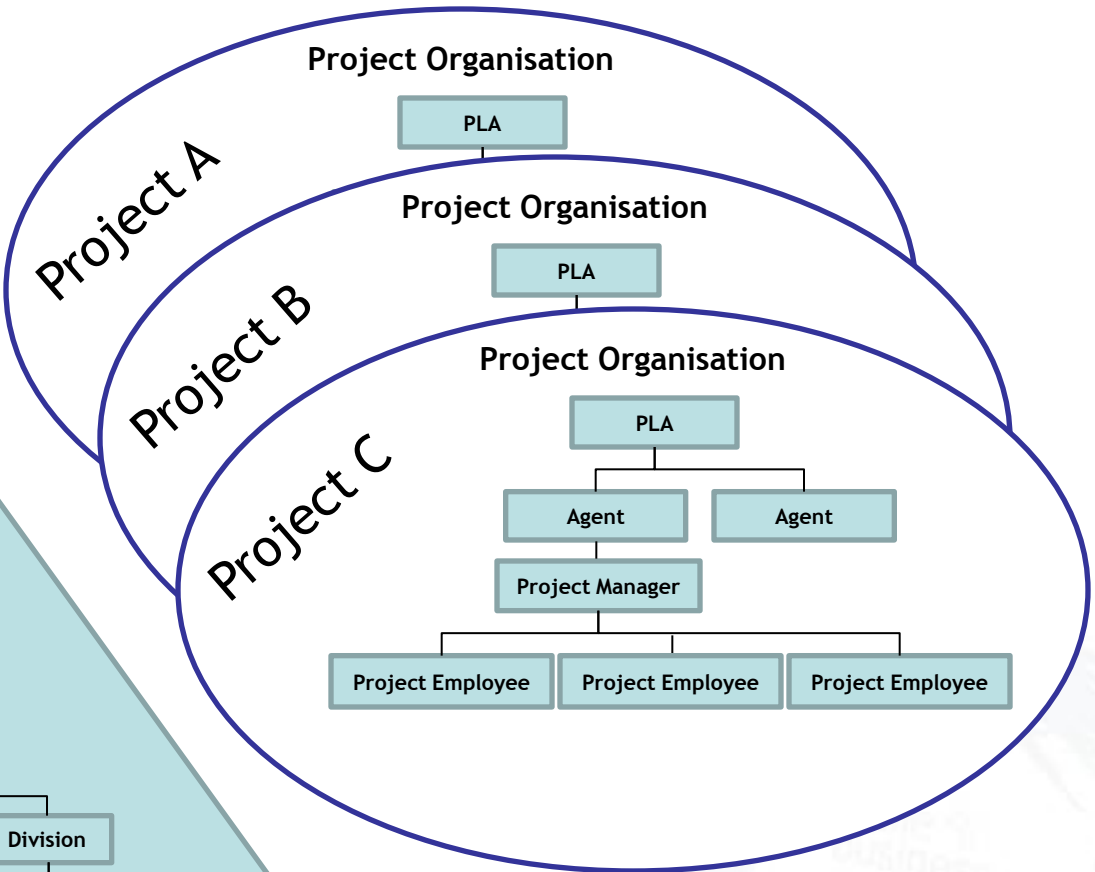 Project Organisation
PLA
Project A
Project Organisation
PLA
Project B
Project Organisation
PLA
Project C
Agent
Agent
Project Manager
Project Employee
Project Employee
Project Employee
Division